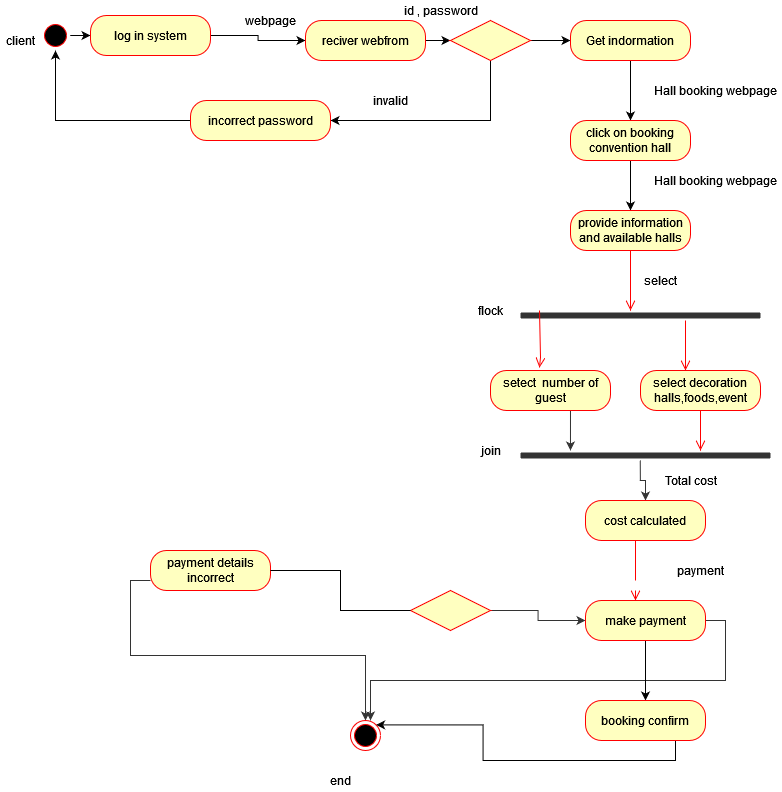 id , password
webpage
client
log in system
reciver webfrom
Get indormation
Hall booking webpage
invalid
incorrect password
click on booking
convention hall
Hall booking webpage
provide information
and available halls
select
flock
setect number of
guest
select decoration
halls,foods,event
join
Total cost
cost calculated
payment details
incorrect
payment
make payment
booking confirm
end